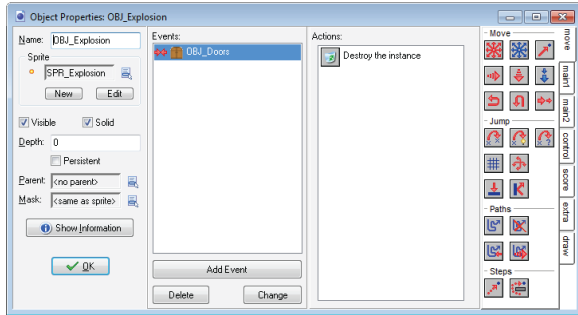 Object Properties: OBJ_Explosion
Name: OBJ_Explosion
Sprite
SPR_Explosion
New Edit
Visible Solid
Depth: 0
Persistent
Parent: <no parent>
Mask: <same as sprite>
Show Information
OK
Events:
OBJ_Doors
Add Event
Delete Change
Actions:
Destroy the instance
Move
Jump
Paths
Steps
move
main1
main2
control
score
extra
draw